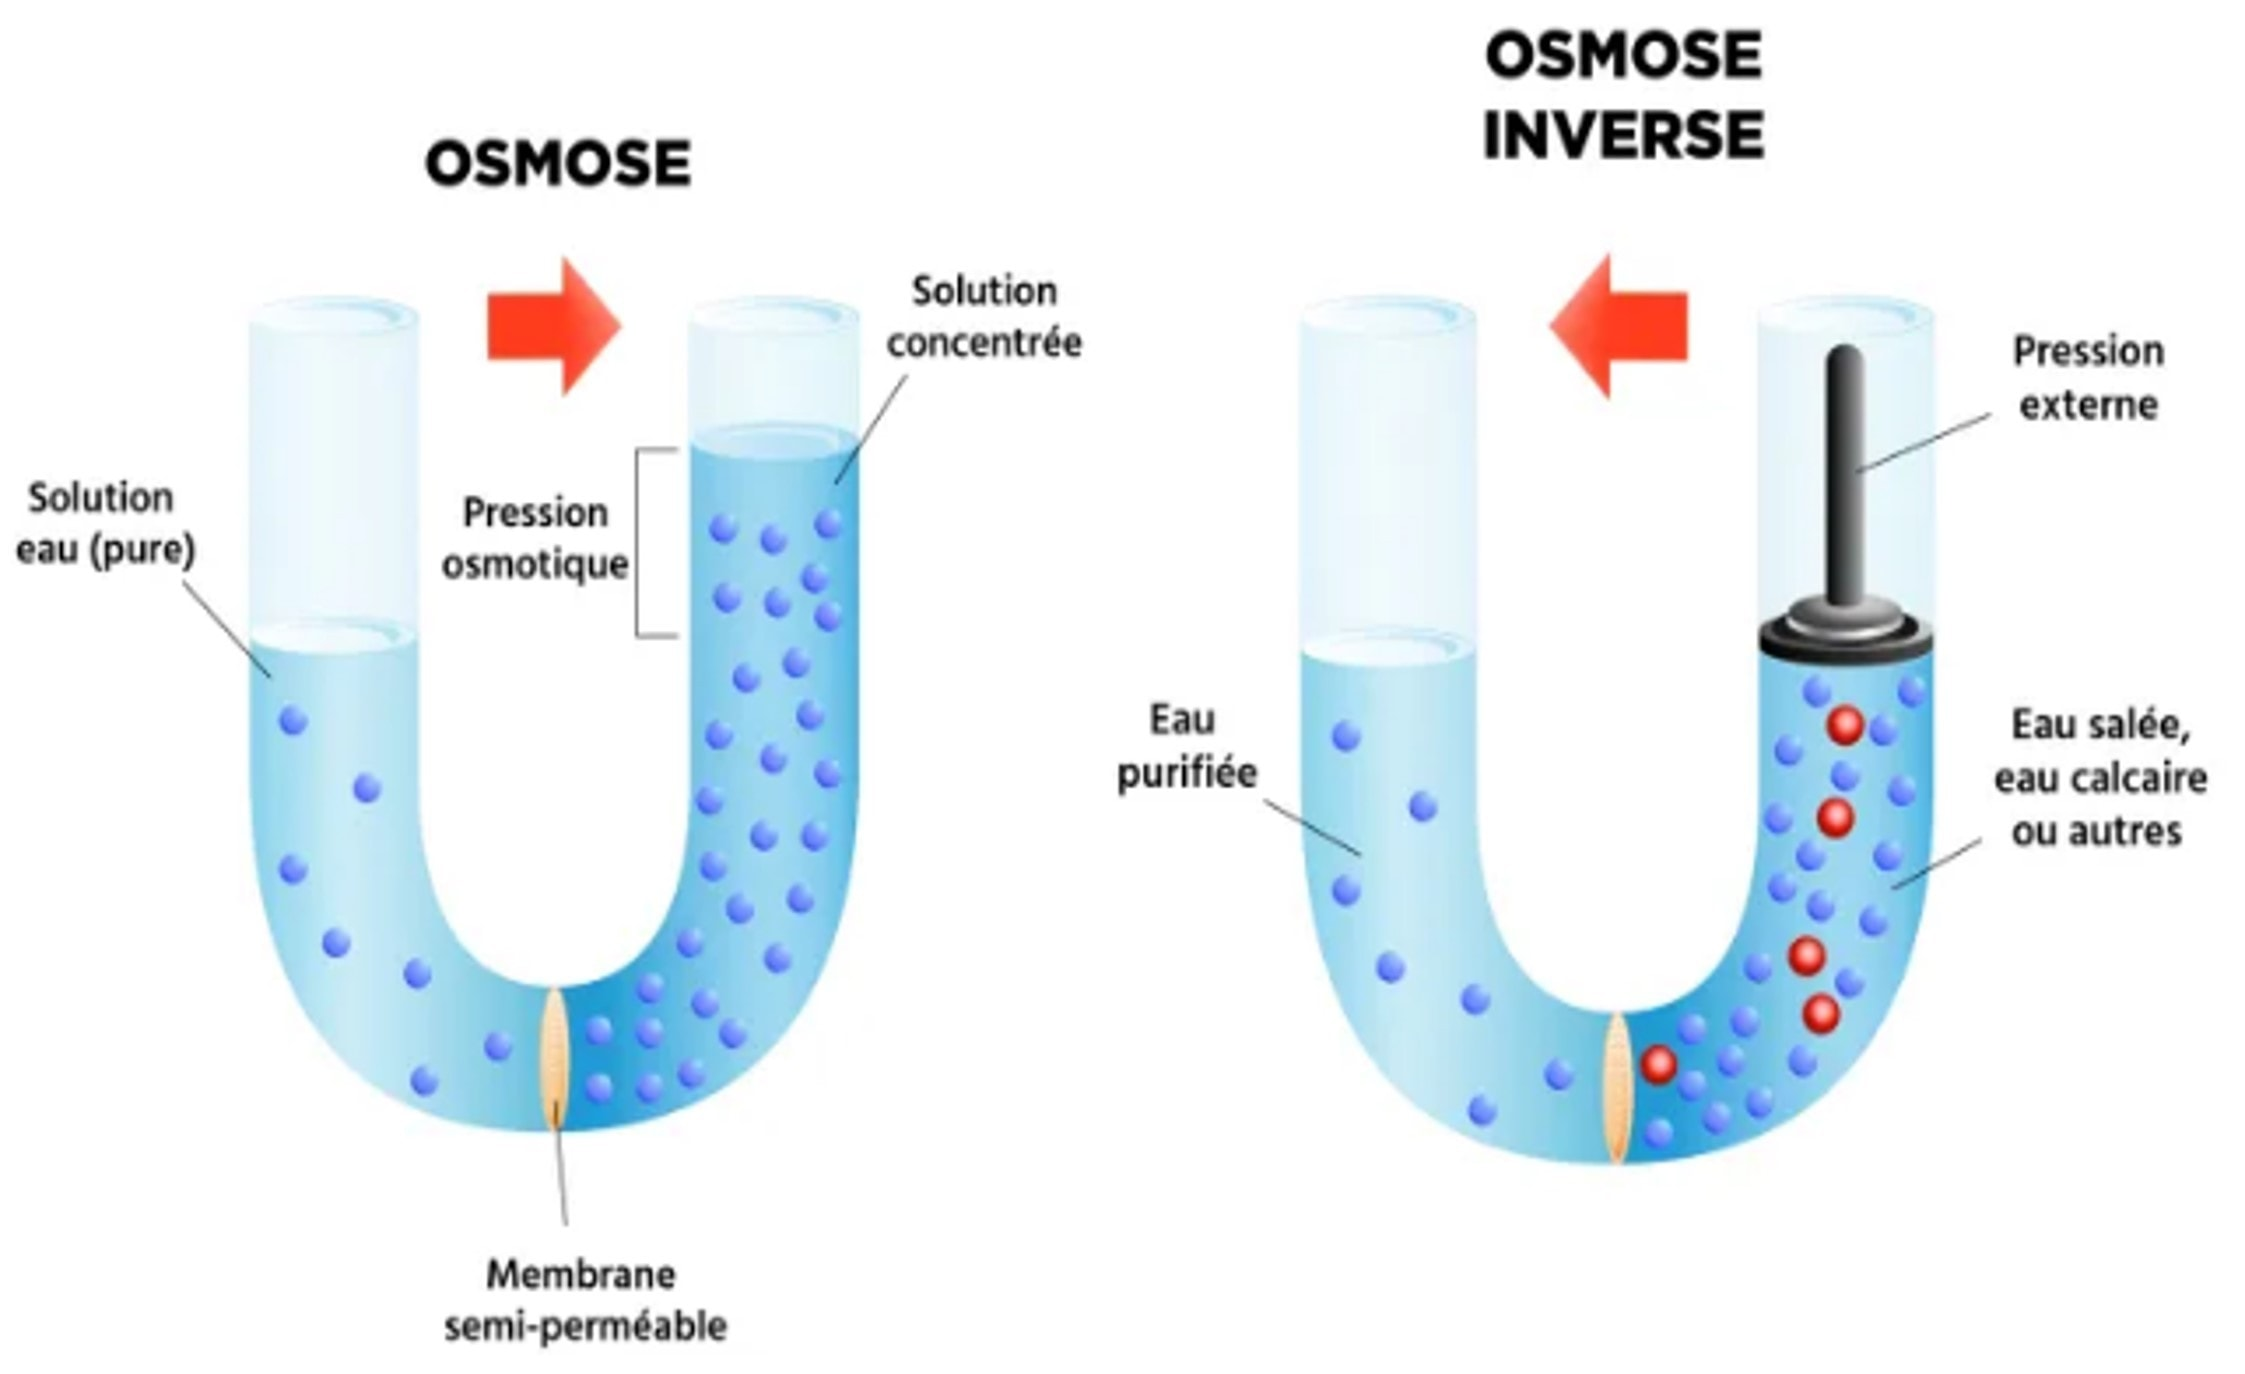 OSMOSE
Solution
eau (pure)
Pression
osmotique
Solution
concentrée
Membrane
semi-perméable
OSMOSE
INVERSE
Pression
externe
Eau
purifiée
Eau salée,
eau calcaire
ou autres